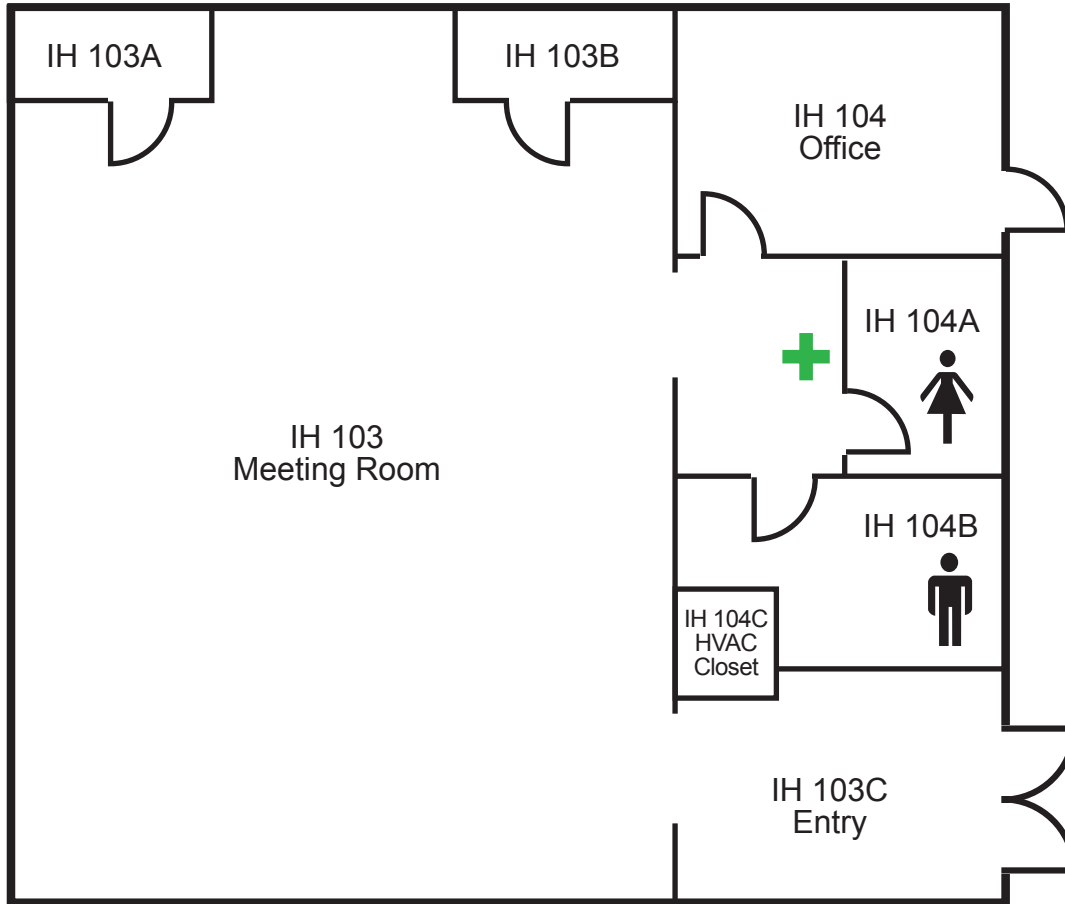 IH 103A
IH 103B
IH 104
Office
IH 104A
IH 103
Meeting Room
IH 104B
IH 104C
HVAC
Closet
IH 103C
Entry